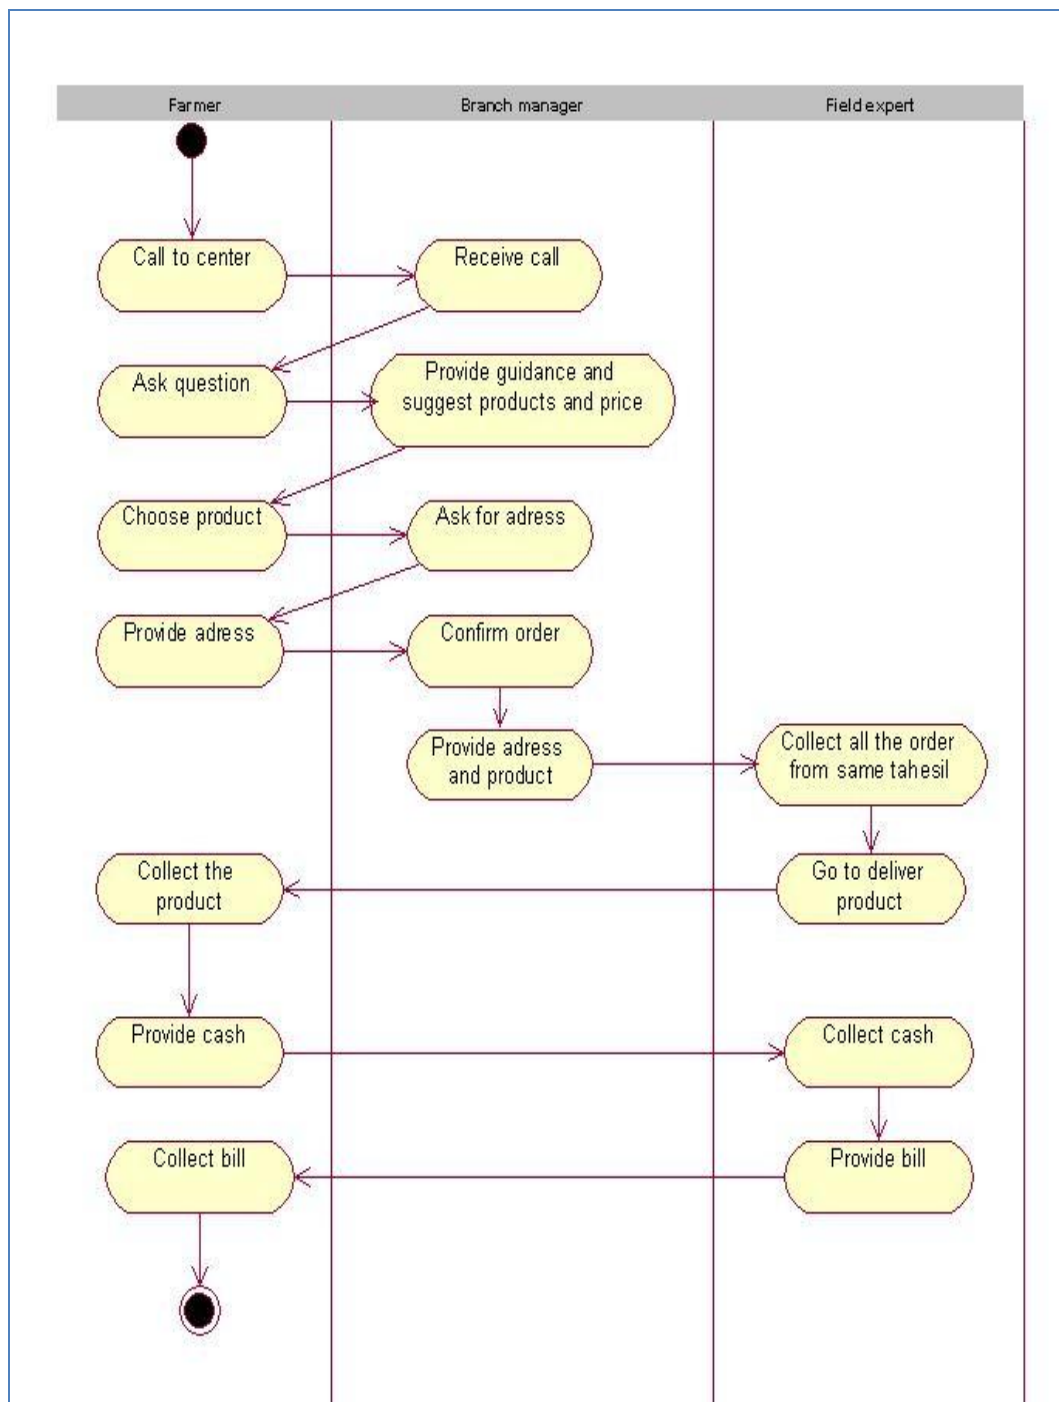 Farmer
Branch manager
Field expert
Call to center
Receive call
Ask question
Provide guidance and
suggest products and price
Choose product
Ask for adress
Provide adress
Confirm order
Provide adress
and product
Collect all the order
from same tahesil
Collect the
product
Go to deliver
product
Provide cash
Collect cash
Collect bill
Provide bill